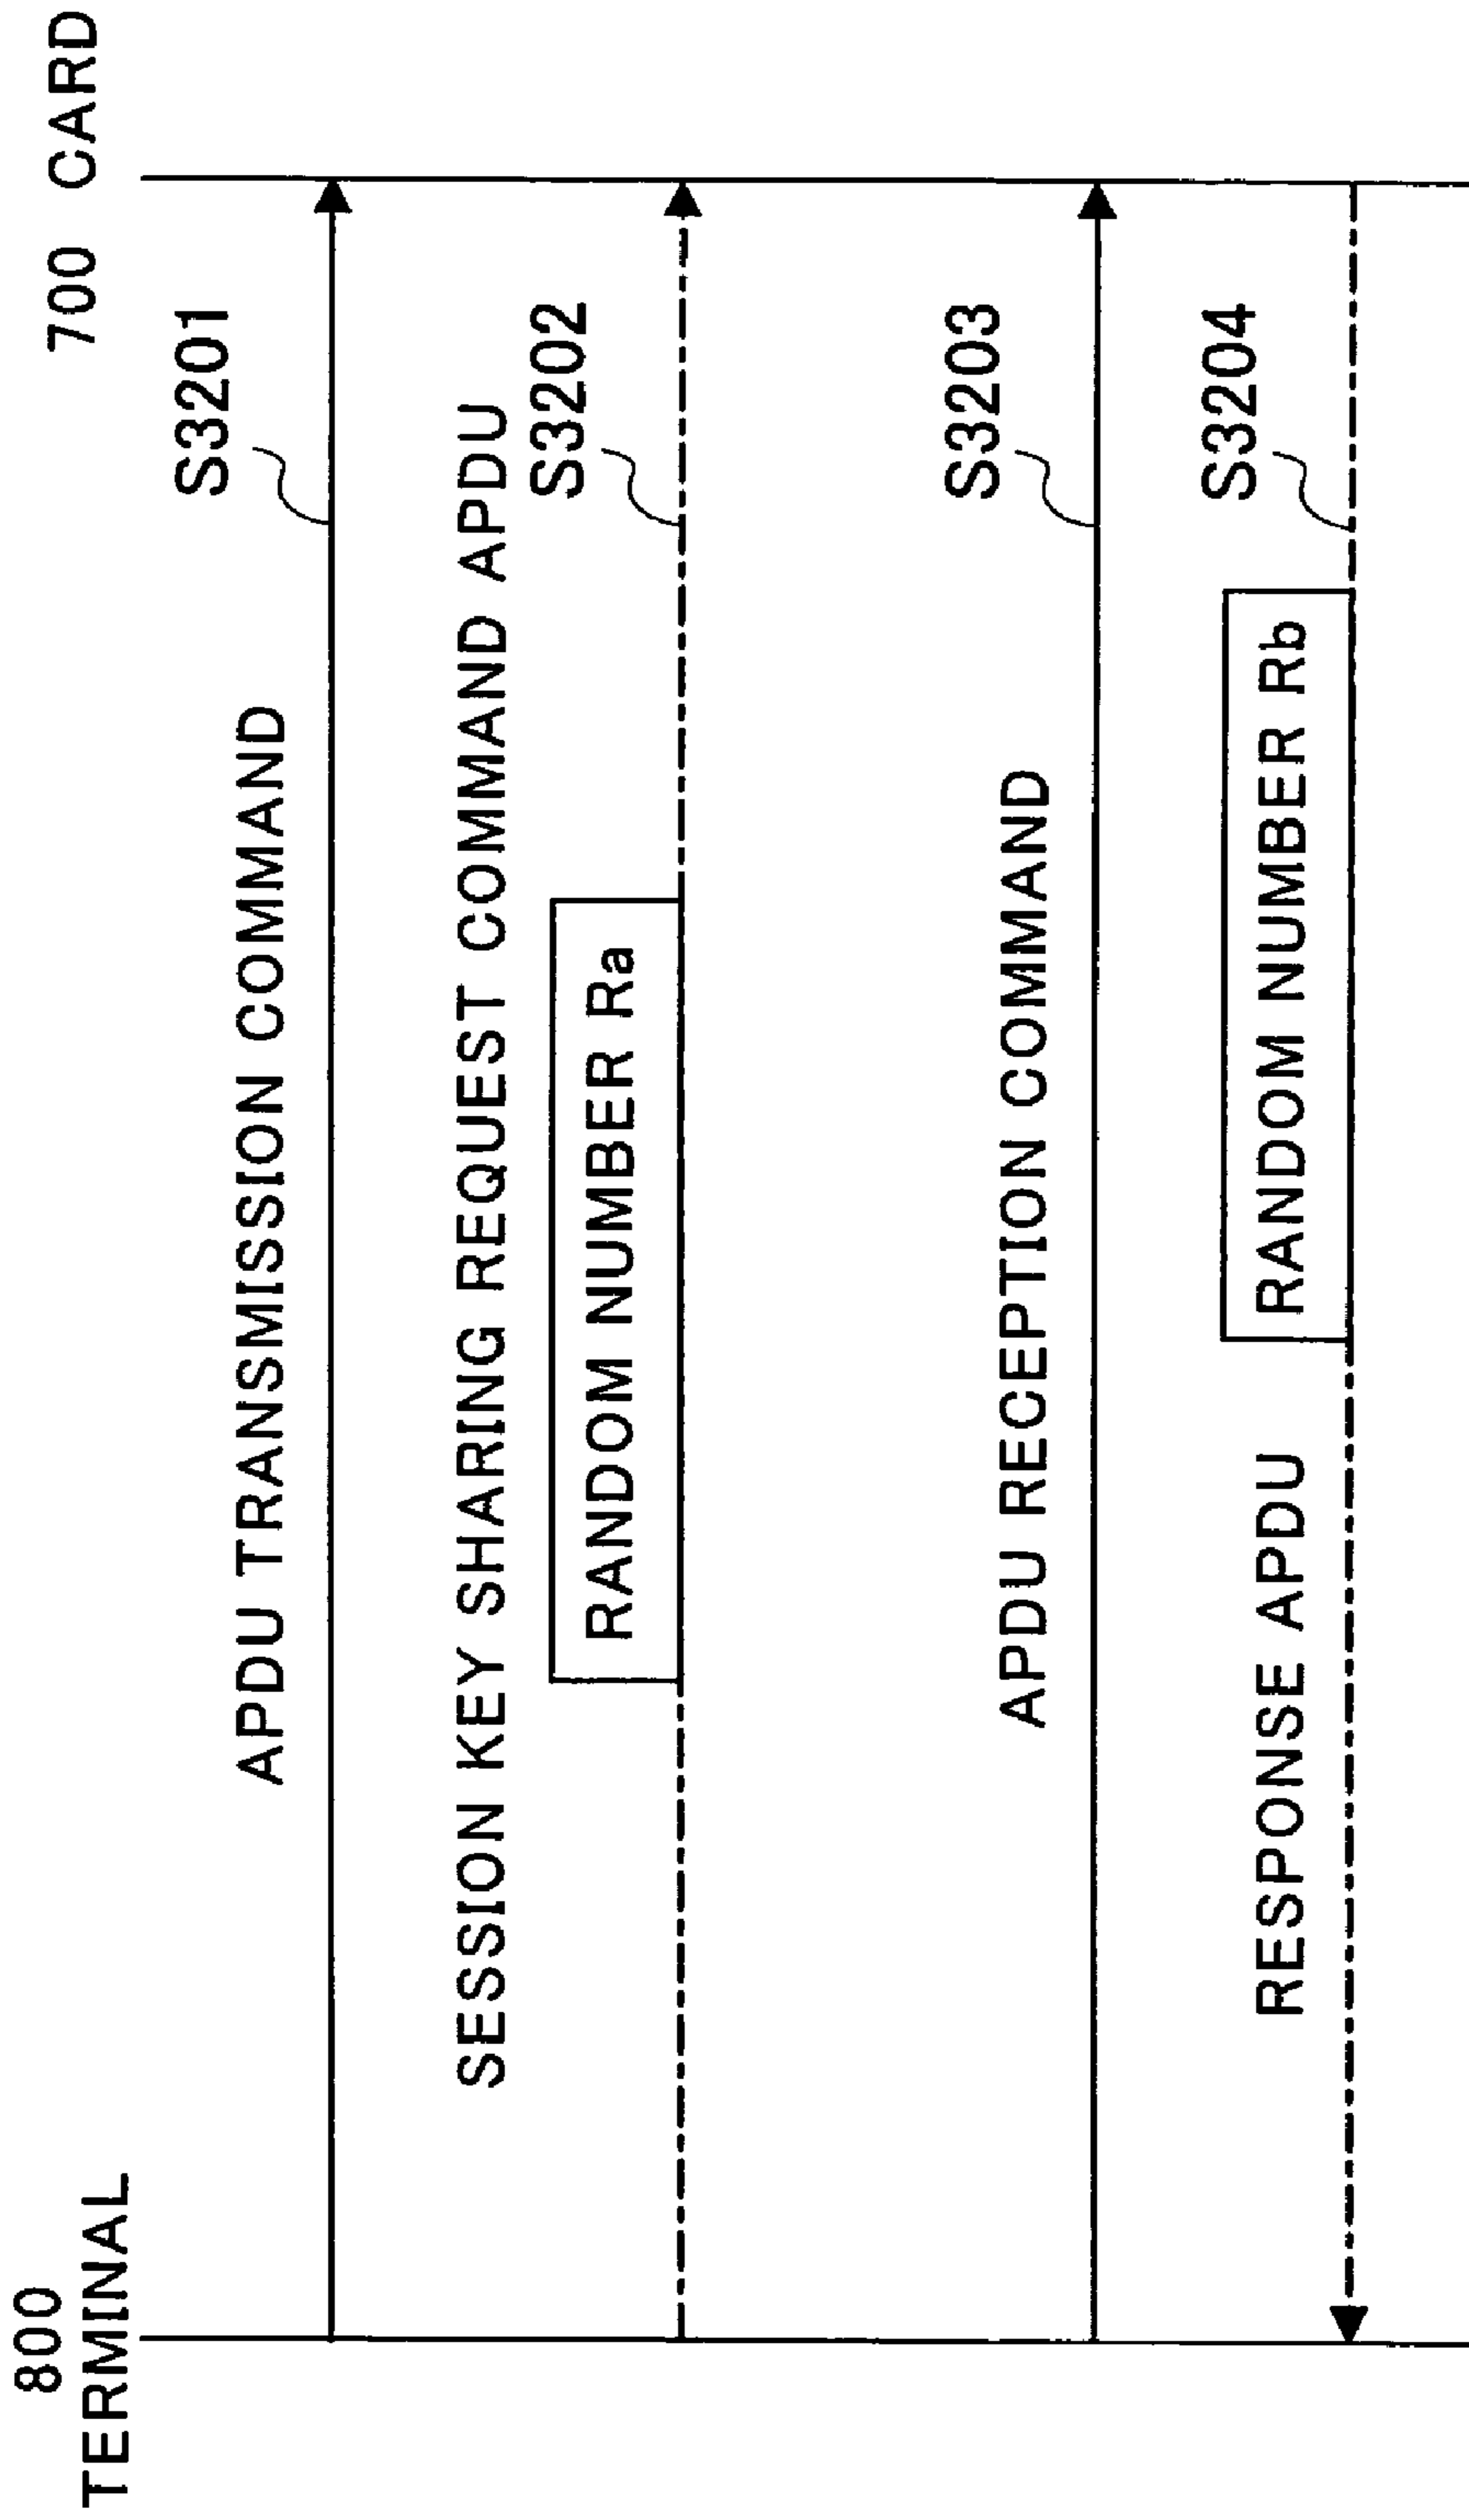 800
TERMINAL
700 CARD
S3201
APDU TRANSMISSION COMMAND
SESSION KEY SHARING REQUEST COMMAND APDU
S3202
RANDOM NUMBER Ra
S3203
APDU RECEPTION COMMAND
S3204
RESPONSE APDU
RANDOM NUMBER Rb